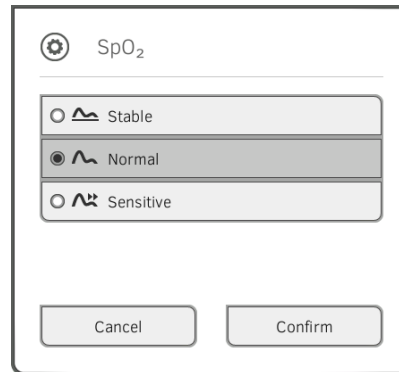 SpO₂
Stable
Normal
Sensitive
Cancel Confirm